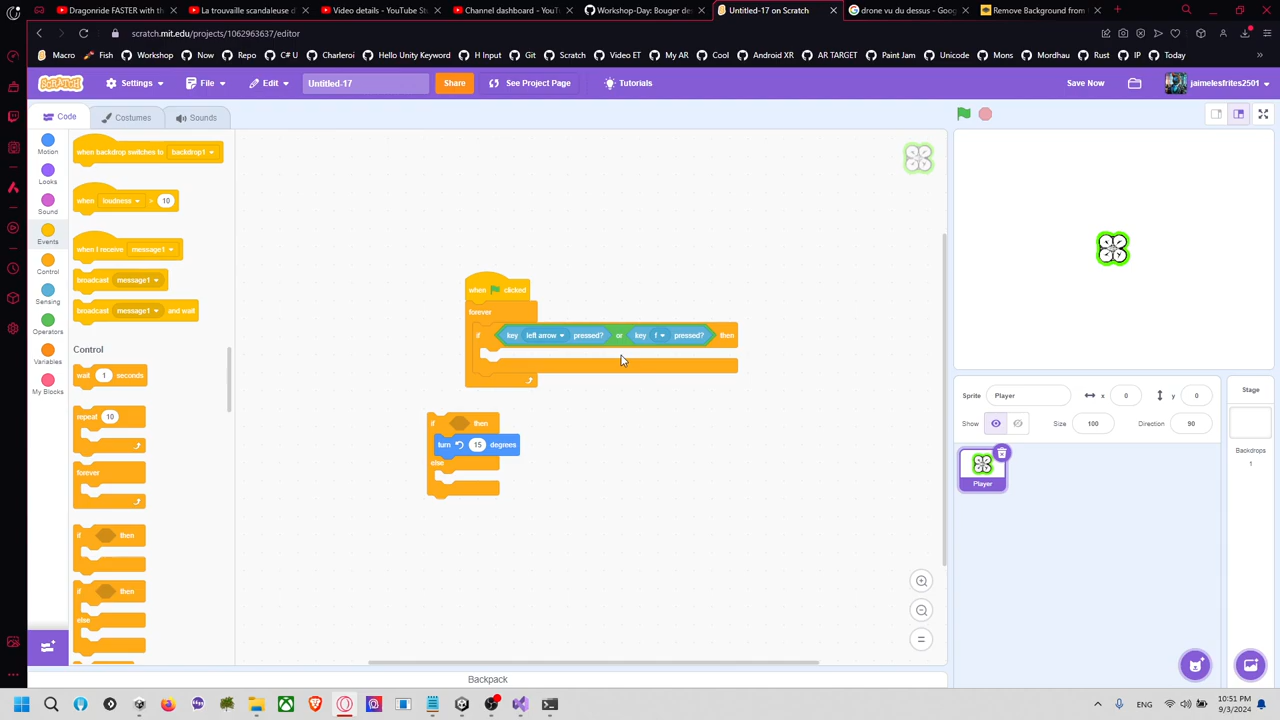 Dragonride FASTER with th
La trouvaille scandaleuse d
Video details - YouTube Stu
Channel dashboard - YouTu
Workshop-Day: Bouger de
Untitled-17 on Scratch
drone vu du dessus - Goog
Remove Background from
scratch.mit.edu/projects/1062963637/editor
Macro Fish Workshop Now Repo C# U Charleroi Hello Unity Keyword H Input Git Scratch Video ET My AR Cool Android XR AR TARGET Paint Jam Unicode Mons Mordhau Rust IP Today
SCRATCH Settings File Edit Untitled-17 Share See Project Page Tutorials Save Now jaimelesfrites2501
Code Costumes Sounds
Motion
Looks
Sound
Events
Control
Sensing
Operators
Variables
My Blocks
when backdrop switches to backdrop1
when loudness > 10
when I receive message1
broadcast message1
broadcast message1 and wait
Control
wait 1 seconds
repeat 10
forever
if then
if then
else
when clicked
forever
if key left arrow pressed? or key f pressed? then
if then
turn 15 degrees
else
Sprite Player x 0 y 0
Show Size 100 Direction 90
Player
Stage
Backdrops
1
Backpack
ENG
10:51 PM
9/3/2024